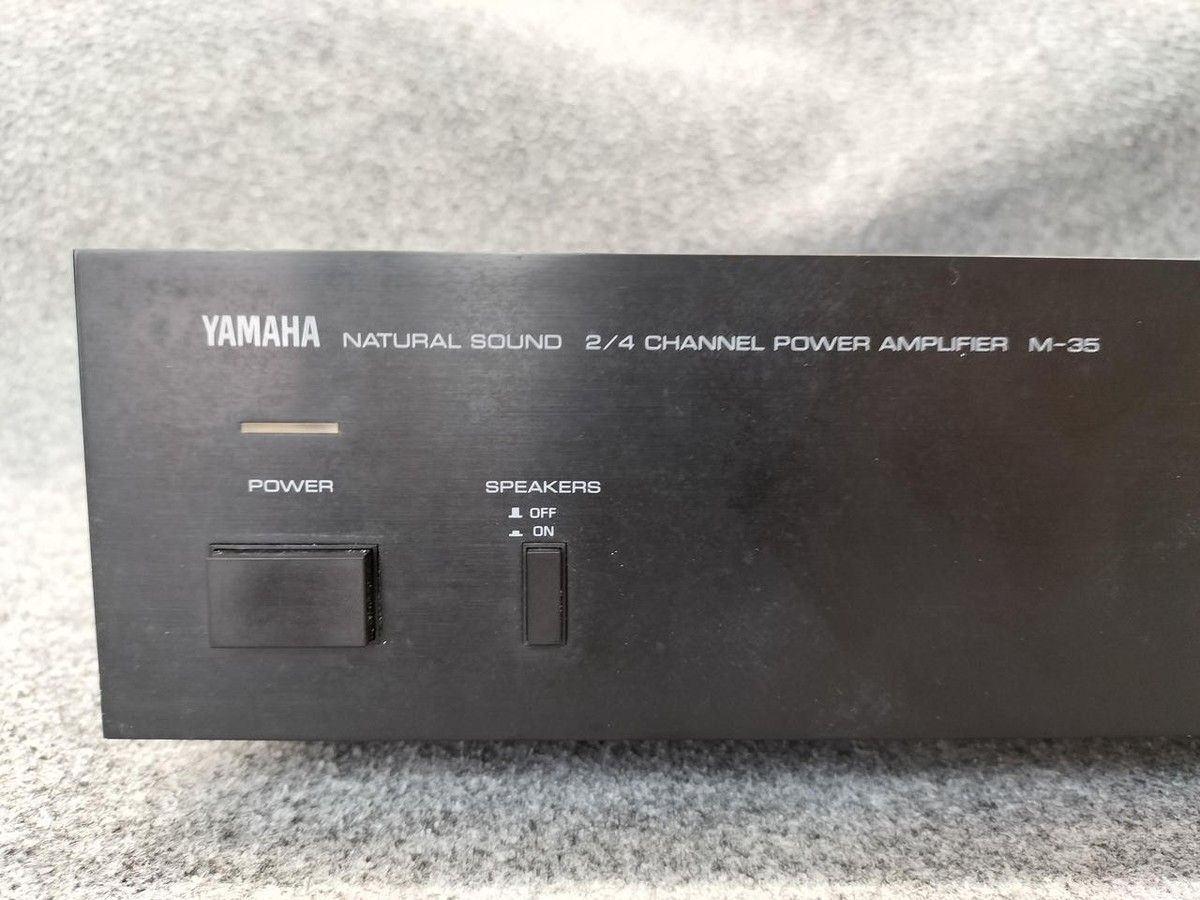 YAMAHA NATURAL SOUND 2/4 CHANNEL POWER AMPLIFIER M-35
POWER
SPEAKERS
OFF
ON